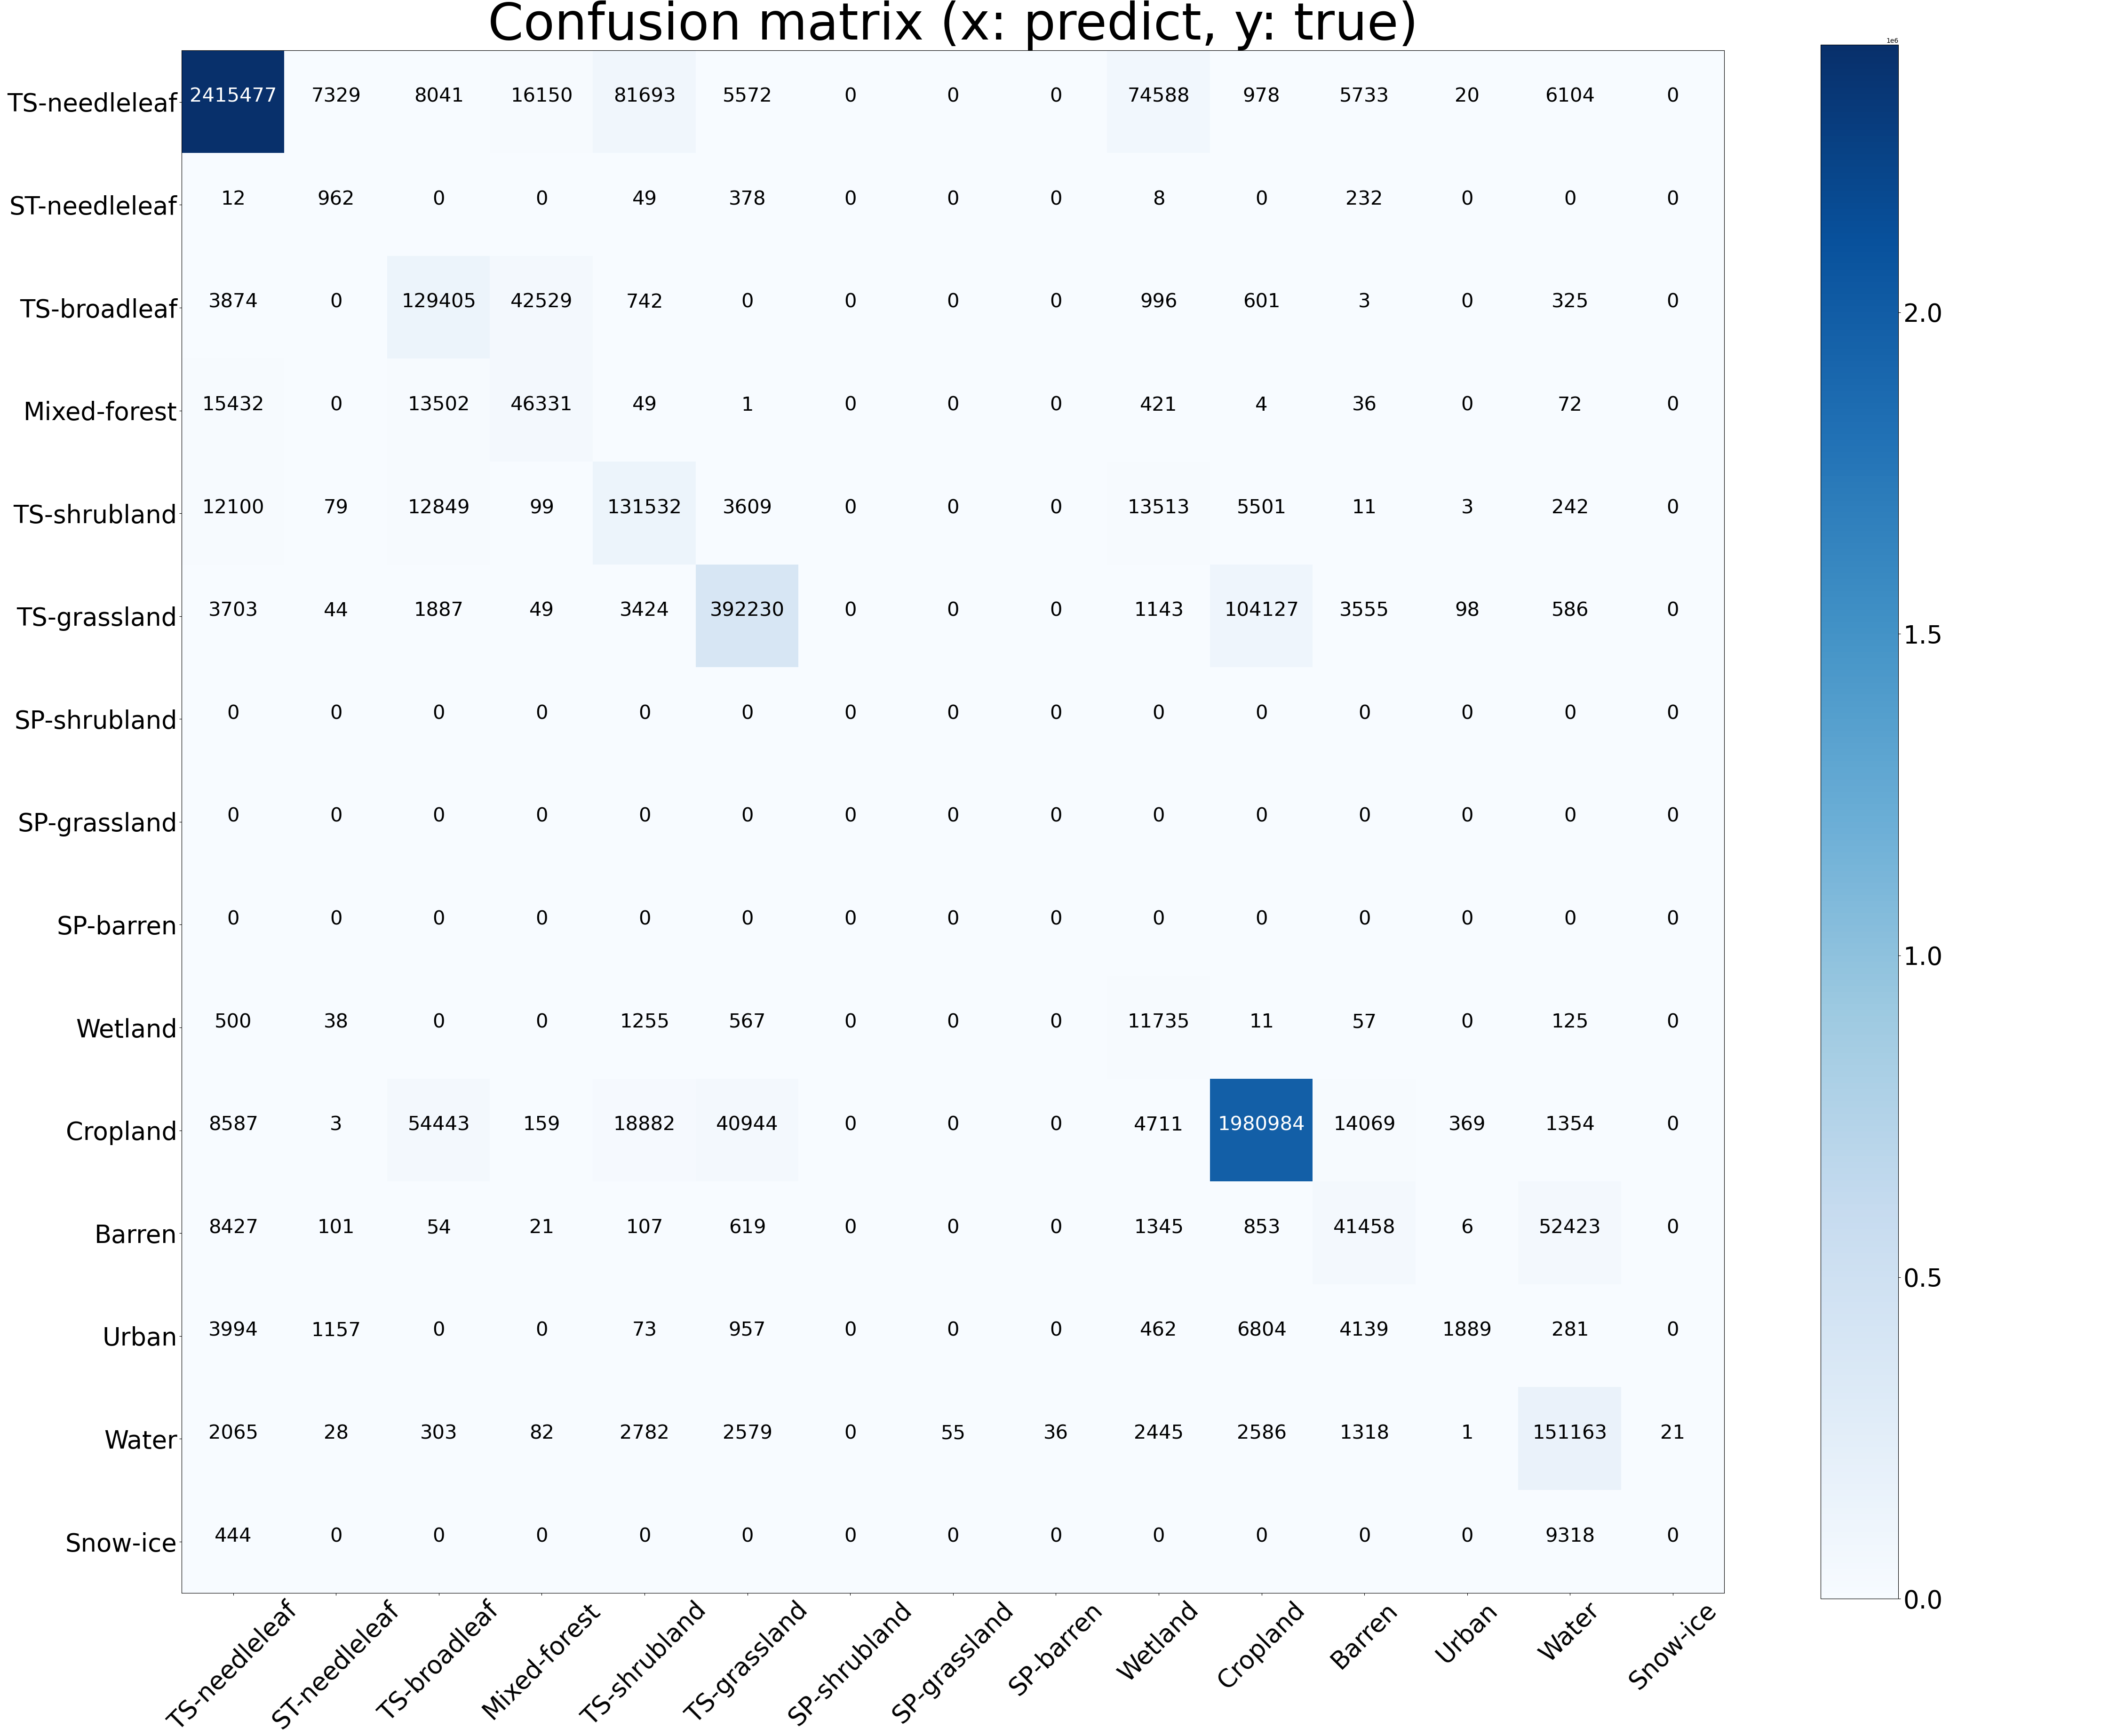 Confusion matrix (x: predict, y: true)
1e6
TS-needleleaf 2415477 7329 8041 16150 81693 5572 0 0 0 74588 978 5733 20 6104 0
ST-needleleaf 12 962 0 0 49 378 0 0 0 8 0 232 0 0 0
TS-broadleaf 3874 0 129405 42529 742 0 0 0 0 996 601 3 0 325 0
2.0
Mixed-forest 15432 0 13502 46331 49 1 0 0 0 421 4 36 0 72 0
TS-shrubland 12100 79 12849 99 131532 3609 0 0 0 13513 5501 11 3 242 0
TS-grassland 3703 44 1887 49 3424 392230 0 0 0 1143 104127 3555 98 586 0
1.5
SP-shrubland 0 0 0 0 0 0 0 0 0 0 0 0 0 0 0
SP-grassland 0 0 0 0 0 0 0 0 0 0 0 0 0 0 0
SP-barren 0 0 0 0 0 0 0 0 0 0 0 0 0 0 0
1.0
Wetland 500 38 0 0 1255 567 0 0 0 11735 11 57 0 125 0
Cropland 8587 3 54443 159 18882 40944 0 0 0 4711 1980984 14069 369 1354 0
Barren 8427 101 54 21 107 619 0 0 0 1345 853 41458 6 52423 0
0.5
Urban 3994 1157 0 0 73 957 0 0 0 462 6804 4139 1889 281 0
Water 2065 28 303 82 2782 2579 0 55 36 2445 2586 1318 1 151163 21
Snow-ice 444 0 0 0 0 0 0 0 0 0 0 0 0 9318 0
0.0
TS-needleleaf ST-needleleaf TS-broadleaf Mixed-forest TS-shrubland TS-grassland SP-shrubland SP-grassland SP-barren Wetland Cropland Barren Urban Water Snow-ice